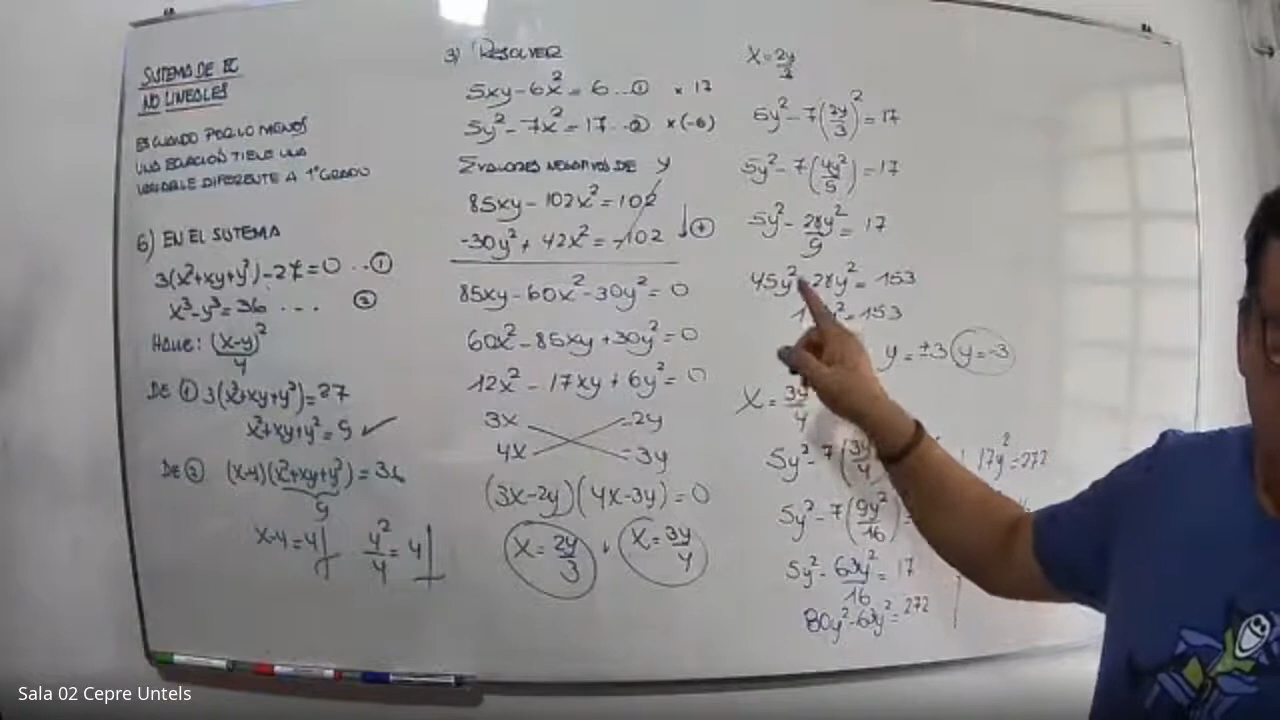 SISTEMA DE EC
NO LINEALES
ES CUANDO POR LO MENOS
UNA ECUACION TIENE UNA
VARIABLE DIFERENTE A 1° GRADO
6) EN EL SISTEMA
3(x²+xy+y²)-27=0 ...①
x³-y³=36 .... ②
HALLE: (x-y)²/4
DE ① 3(x²+xy+y²)=27
x²+xy+y²=9 ✓
DE ② (x-y)(x²+xy+y²)=36
9
x-y=4
4²/4=4
3) RESOLVER
5xy-6x²=6...① x 17
5y²-7x²=17...② x(-6)
Σ VALORES NEGATIVOS DE y
85xy-102x²=102
-30y²+42x²=-102 ↓⊕
85xy-60x²-30y²=0
60x²-85xy+30y²=0
12x²-17xy+6y²=0
3x -2y
4x -3y
(3x-2y)(4x-3y)=0
x=2y/3 , x=3y/4
x=2y/3
5y²-7(2y/3)²=17
5y²-7(4y²/9)=17
5y²-28y²/9=17
45y²-28y²=153
²=153
y=±3 y=-3
x=3y/4
5y²-7(3y/4
5y²-7(9y²/16)=
5y²-63y²/16=17
80y²-63y²=272
17y²=272
Sala 02 Cepre Untels